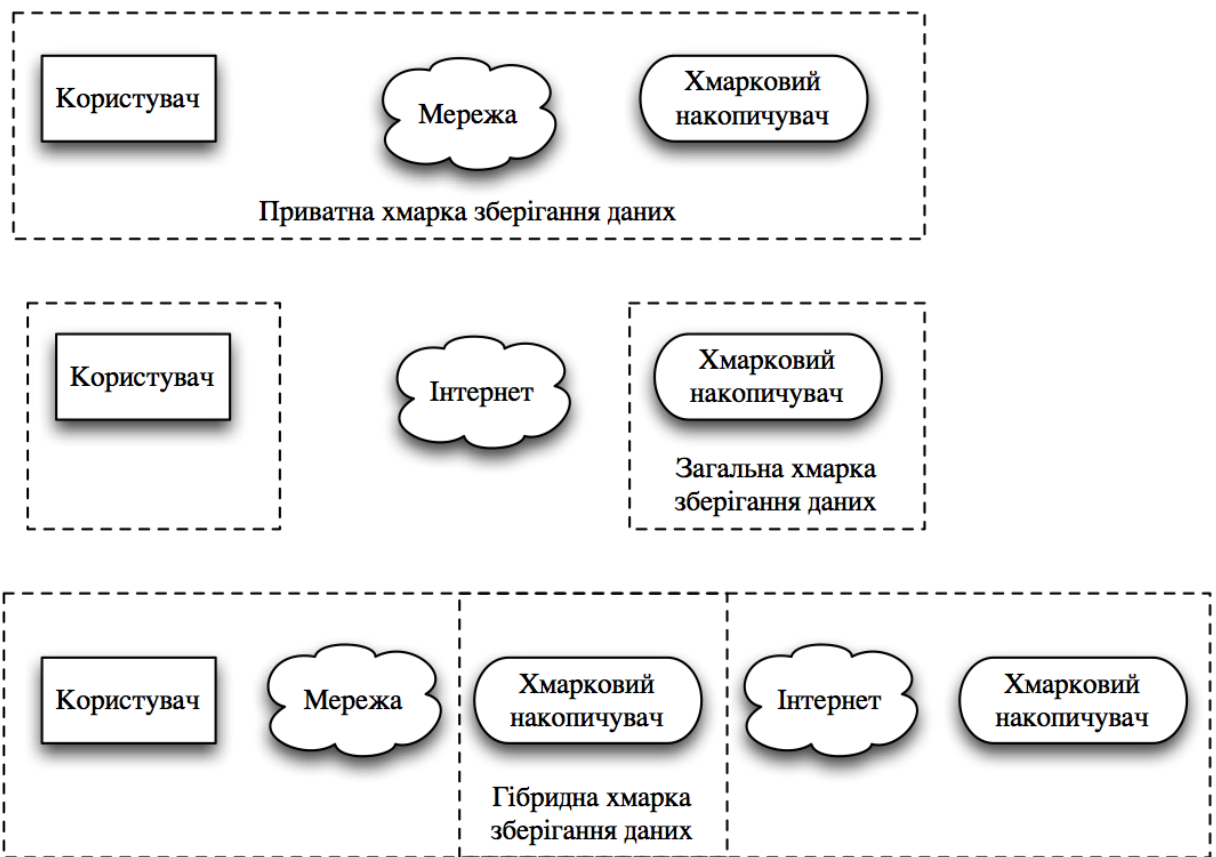 Користувач
Мережа
Хмарковий
накопичувач
Приватна хмарка зберігання даних
Користувач
Інтернет
Хмарковий
накопичувач
Загальна хмарка
зберігання даних
Користувач
Мережа
Хмарковий
накопичувач
Інтернет
Хмарковий
накопичувач
Гібридна хмарка
зберігання даних